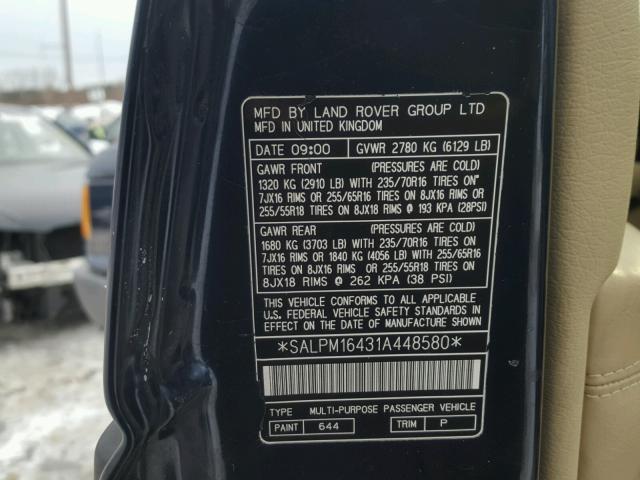 MFD BY LAND ROVER GROUP LTD
MFD IN UNITED KINGDOM
DATE 09:00 GVWR 2780 KG (6129 LB)
GAWR FRONT (PRESSURES ARE COLD)
1320 KG (2910 LB) WITH 235/70R16 TIRES ON
7JX16 RIMS OR 255/65R16 TIRES ON 8JX16 RIMS OR
255/55R18 TIRES ON 8JX18 RIMS @ 193 KPA (28PSI)
GAWR REAR (PRESSURES ARE COLD)
1680 KG (3703 LB) WITH 235/70R16 TIRES ON
7JX16 RIMS OR 1840 KG (4056 LB) WITH 255/65R16
TIRES ON 8JX16 RIMS OR 255/55R18 TIRES ON
8JX18 RIMS @ 262 KPA (38 PSI)
THIS VEHICLE CONFORMS TO ALL APPLICABLE
U.S. FEDERAL VEHICLE SAFETY STANDARDS
IN EFFECT ON THE DATE OF MANUFACTURE
SHOWN ABOVE
*SALPM16431A448580*
TYPE MULTI-PURPOSE PASSENGER VEHICLE
PAINT 644 TRIM P